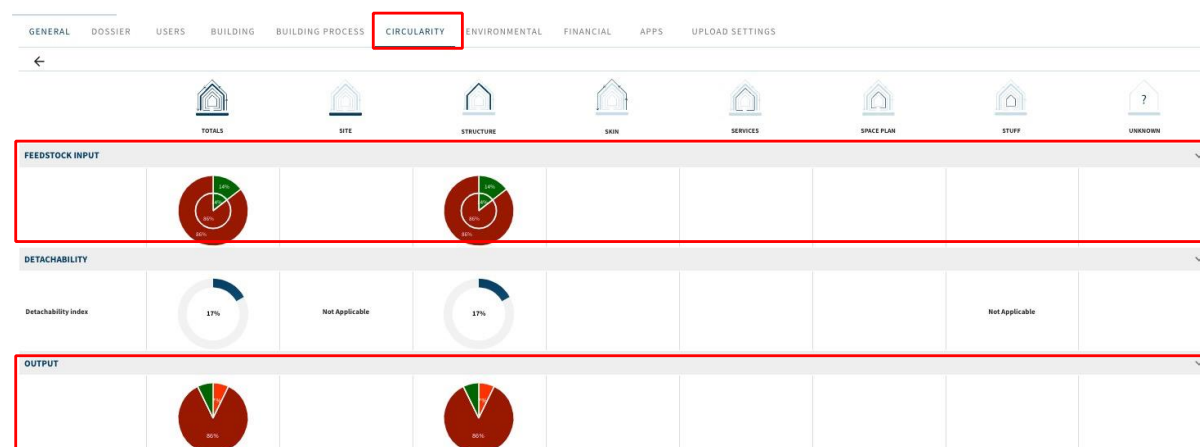 GENERAL DOSSIER USERS BUILDING BUILDING PROCESS CIRCULARITY ENVIRONMENTAL FINANCIAL APPS UPLOAD SETTINGS
?
TOTALS SITE STRUCTURE SKIN SERVICES SPACE PLAN STUFF UNKNOWN
FEEDSTOCK INPUT
14% 14%
86% 86%
86% 86%
DETACHABILITY
Detachability index 17% Not Applicable 17% Not Applicable
OUTPUT
86% 86%